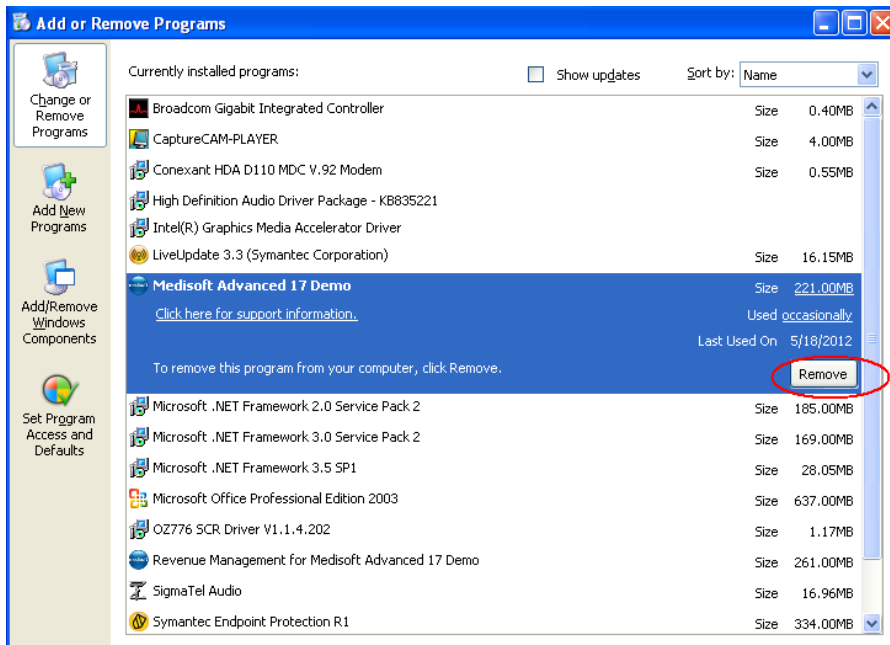 Add or Remove Programs
Change or
Remove
Programs
Add New
Programs
Add/Remove
Windows
Components
Set Program
Access and
Defaults
Currently installed programs:
Show updates
Sort by: Name
Broadcom Gigabit Integrated Controller Size 0.40MB
CaptureCAM-PLAYER Size 4.00MB
Conexant HDA D110 MDC V.92 Modem Size 0.55MB
High Definition Audio Driver Package - KB835221
Intel(R) Graphics Media Accelerator Driver
LiveUpdate 3.3 (Symantec Corporation) Size 16.15MB
Medisoft Advanced 17 Demo Size 221.00MB
Click here for support information. Used occasionally
Last Used On 5/18/2012
To remove this program from your computer, click Remove. Remove
Microsoft .NET Framework 2.0 Service Pack 2 Size 185.00MB
Microsoft .NET Framework 3.0 Service Pack 2 Size 169.00MB
Microsoft .NET Framework 3.5 SP1 Size 28.05MB
Microsoft Office Professional Edition 2003 Size 637.00MB
OZ776 SCR Driver V1.1.4.202 Size 1.17MB
Revenue Management for Medisoft Advanced 17 Demo Size 261.00MB
SigmaTel Audio Size 16.96MB
Symantec Endpoint Protection R1 Size 334.00MB